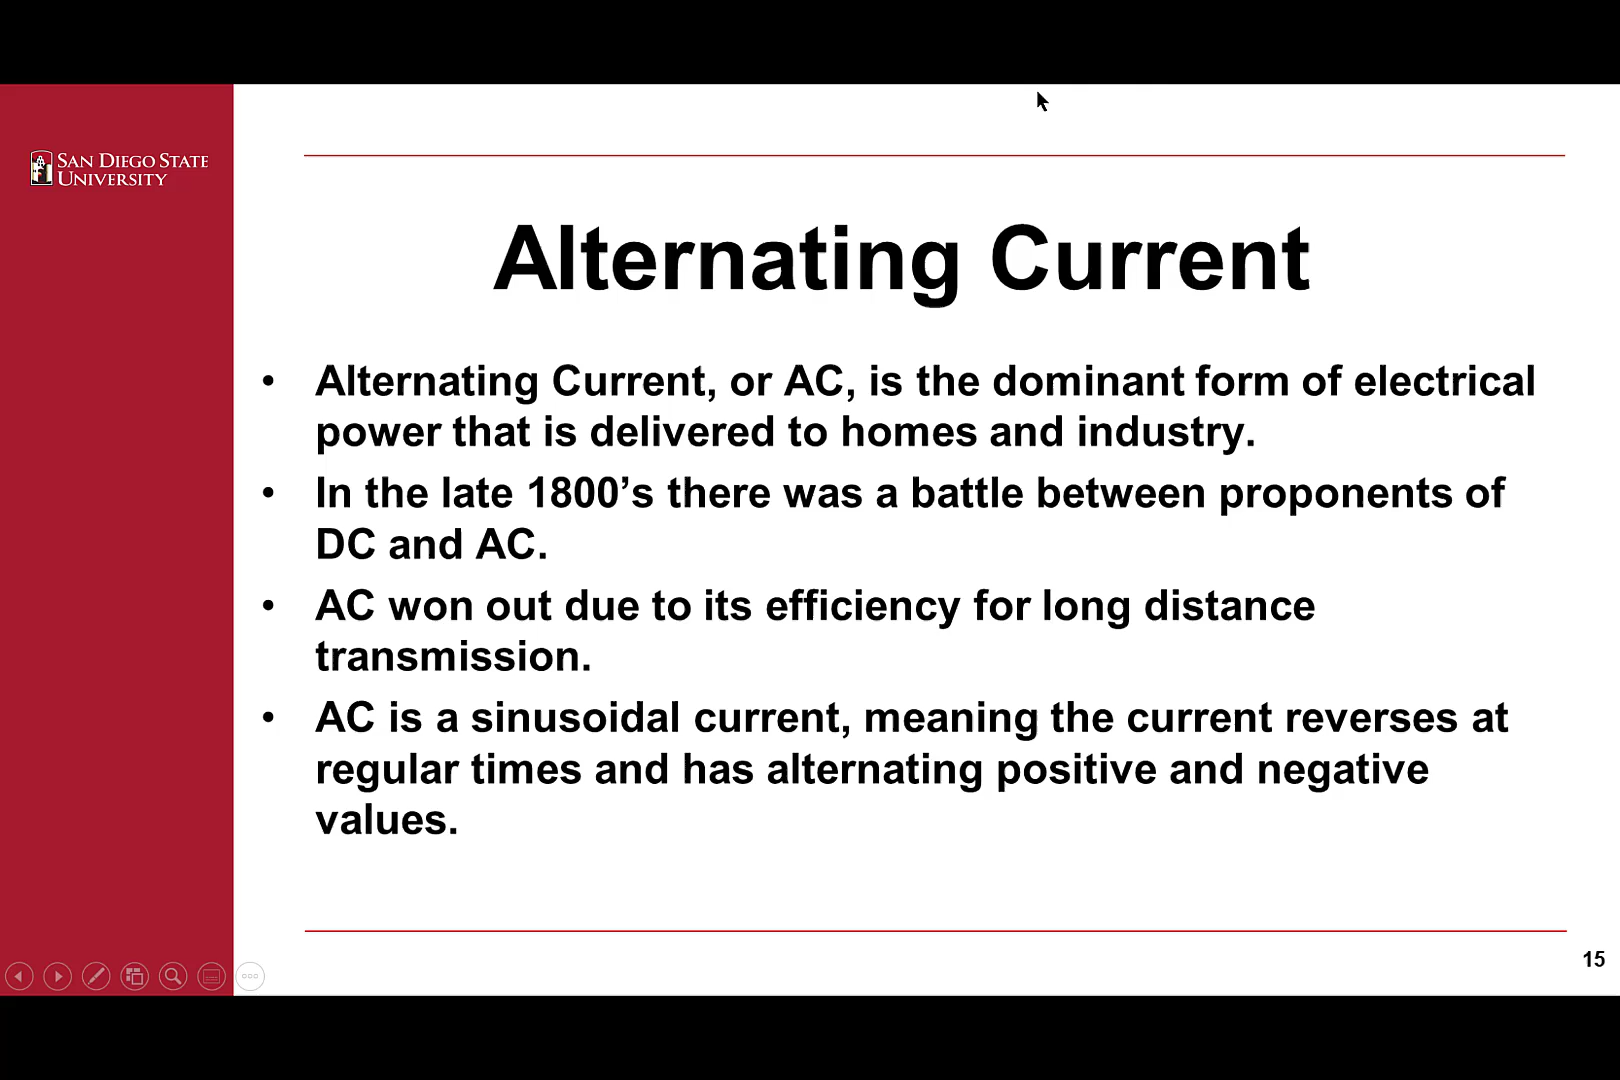 SAN DIEGO STATE
UNIVERSITY
Alternating Current
• Alternating Current, or AC, is the dominant form of electrical
power that is delivered to homes and industry.
• In the late 1800’s there was a battle between proponents of
DC and AC.
• AC won out due to its efficiency for long distance
transmission.
• AC is a sinusoidal current, meaning the current reverses at
regular times and has alternating positive and negative
values.
15